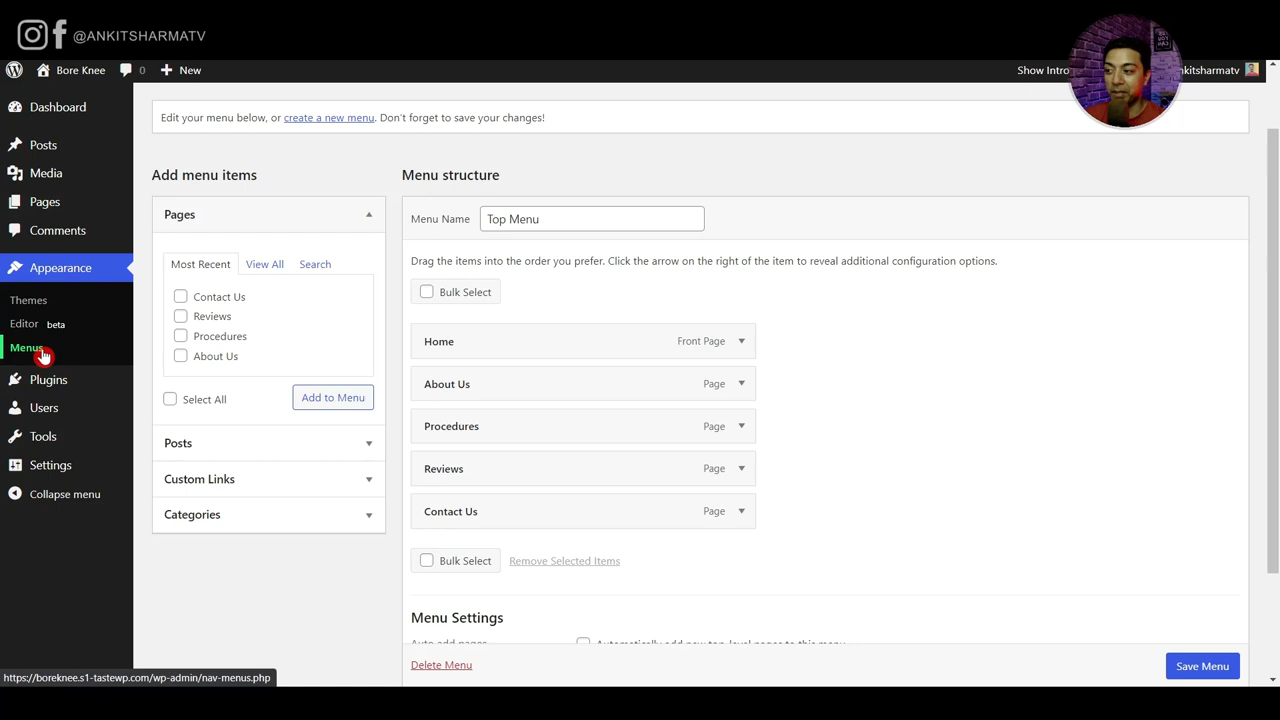 @ANKITSHARMATV
Bore Knee
0
New
Show Intro
nkitsharmatv
Dashboard
Posts
Media
Pages
Comments
Appearance
Themes
Editor beta
Menus
Plugins
Users
Tools
Settings
Collapse menu
Edit your menu below, or create a new menu. Don't forget to save your changes!
Add menu items
Pages
Most Recent View All Search
Contact Us
Reviews
Procedures
About Us
Select All
Add to Menu
Posts
Custom Links
Categories
Menu structure
Menu Name Top Menu
Drag the items into the order you prefer. Click the arrow on the right of the item to reveal additional configuration options.
Bulk Select
Home Front Page
About Us Page
Procedures Page
Reviews Page
Contact Us Page
Bulk Select Remove Selected Items
Menu Settings
Auto add pages Automatically add new top-level pages to this menu
Delete Menu
Save Menu
https://boreknee.s1-tastewp.com/wp-admin/nav-menus.php